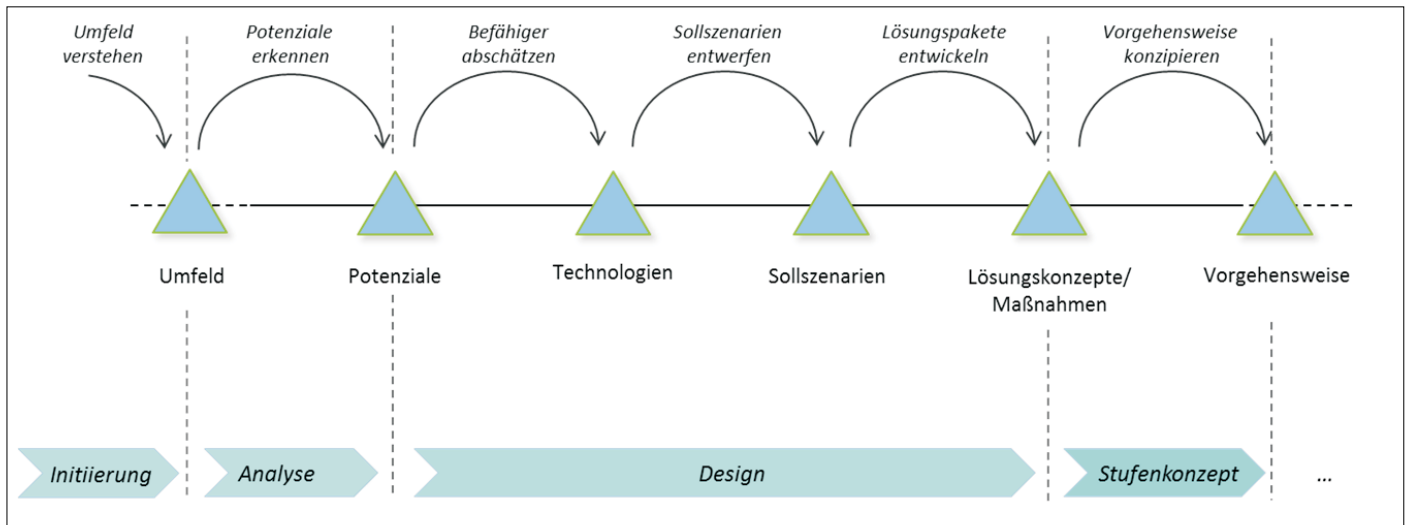 Umfeld
verstehen
Potenziale
erkennen
Befähiger
abschätzen
Sollszenarien
entwerfen
Lösungspakete
entwickeln
Vorgehensweise
konzipieren
Umfeld
Potenziale
Technologien
Sollszenarien
Lösungskonzepte/
Maßnahmen
Vorgehensweise
Initiierung
Analyse
Design
Stufenkonzept
...